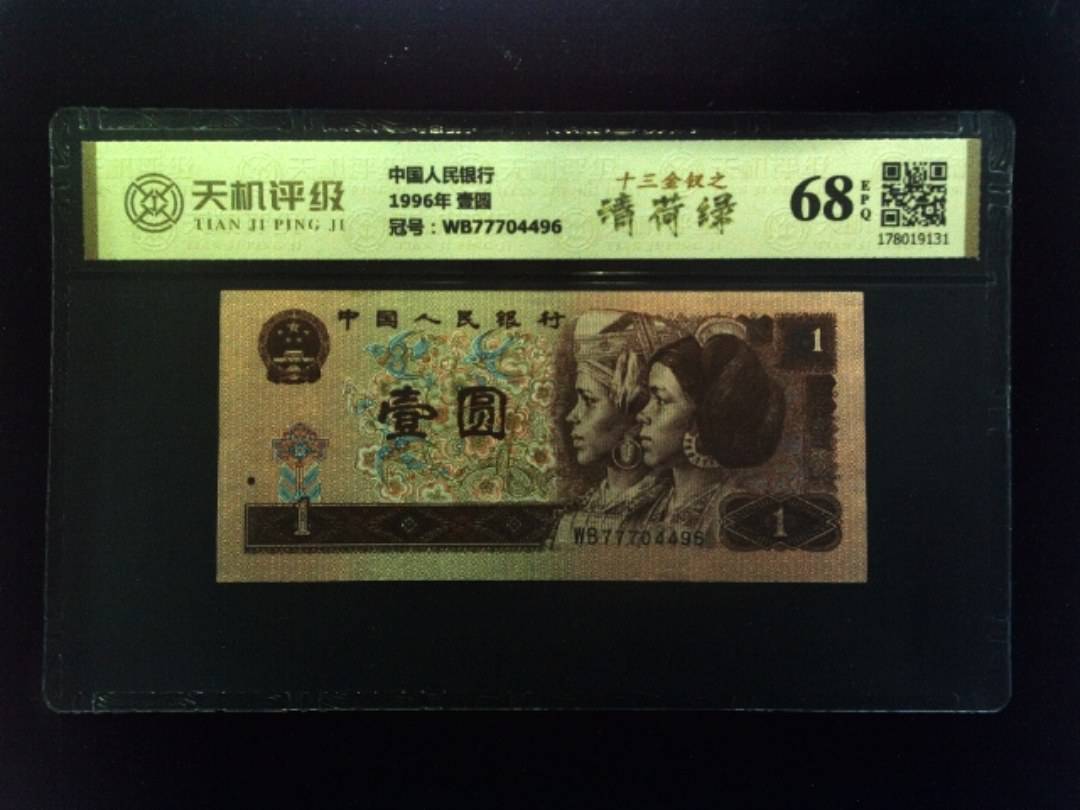 天机评级
TIAN JI PING JI
中国人民银行
1996年 壹圆
冠号：WB77704496
十三金钗之
清荷绿
68
EPQ
178019131
中国人民银行
1
壹圆
1
1
WB77704496